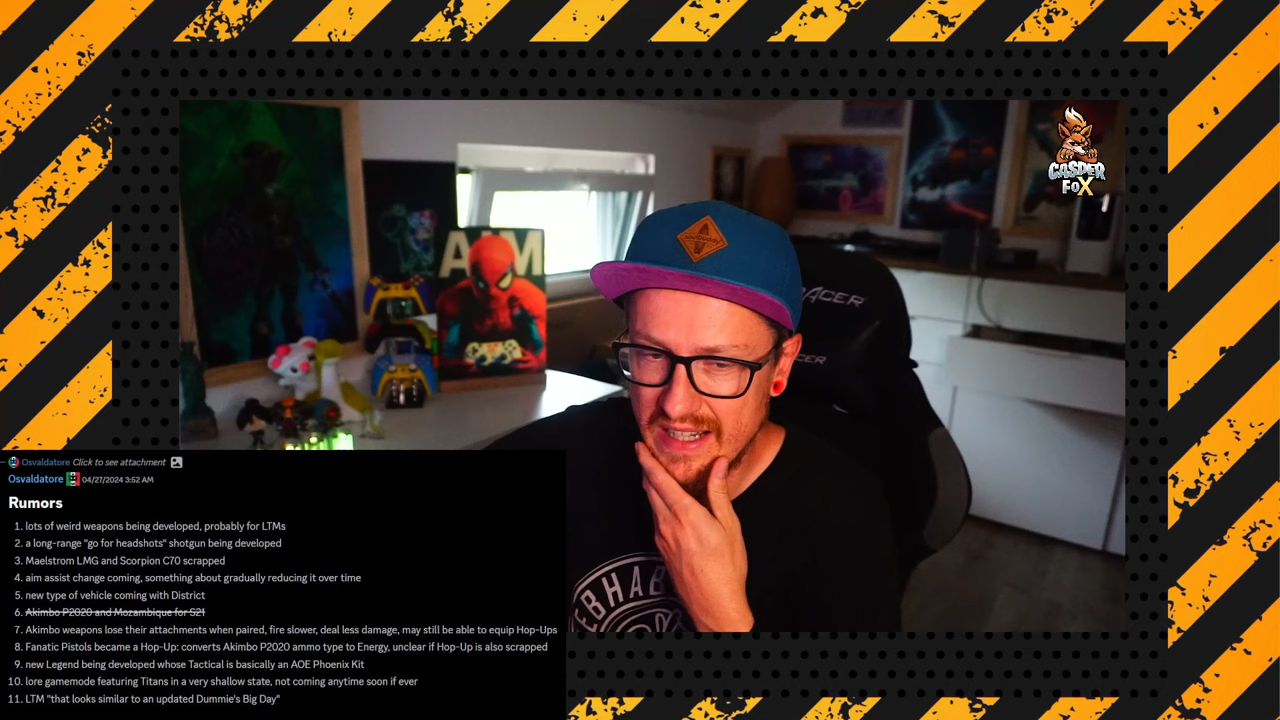 CASPER
FOX
AIM
ACER
ACER
EBHAB
Osvaldatore Click to see attachment
Osvaldatore 04/27/2024 3:52 AM
Rumors
1. lots of weird weapons being developed, probably for LTMs
2. a long-range "go for headshots" shotgun being developed
3. Maelstrom LMG and Scorpion C70 scrapped
4. aim assist change coming, something about gradually reducing it over time
5. new type of vehicle coming with District
6. Akimbo P2020 and Mozambique for S21
7. Akimbo weapons lose their attachments when paired, fire slower, deal less damage, may still be able to equip Hop-Ups
8. Fanatic Pistols became a Hop-Up: converts Akimbo P2020 ammo type to Energy, unclear if Hop-Up is also scrapped
9. new Legend being developed whose Tactical is basically an AOE Phoenix Kit
10. lore gamemode featuring Titans in a very shallow state, not coming anytime soon if ever
11. LTM "that looks similar to an updated Dummie's Big Day"